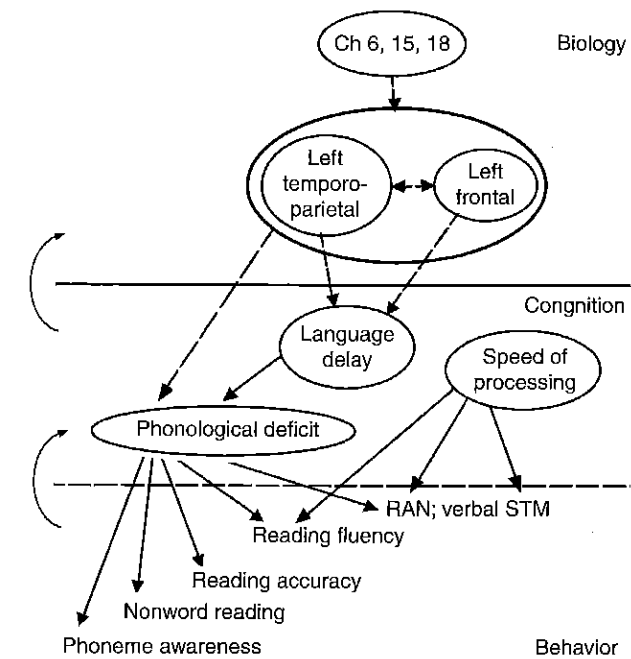 Ch 6, 15, 18
Biology
Left
temporo-
parietal
Left
frontal
Congnition
Language
delay
Speed of
processing
Phonological deficit
RAN; verbal STM
Reading fluency
Reading accuracy
Nonword reading
Phoneme awareness
Behavior